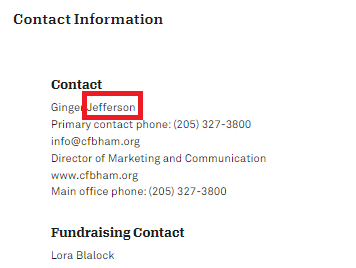 Contact Information
Contact
Ginger Jefferson
Primary contact phone: (205) 327-3800
info@cfbham.org
Director of Marketing and Communication
www.cfbham.org
Main office phone: (205) 327-3800
Fundraising Contact
Lora Blalock